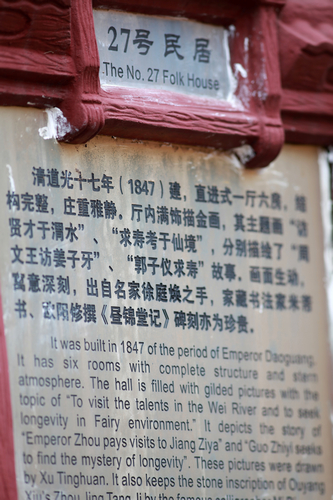 27号民居
The No. 27 Folk House
清道光十七年（1847）建，直进式一厅六房，结
构完整，庄重雅静。厅内满饰描金画，其主题画“访
贤才于渭水”、“求寿考于仙境”，分别描绘了“周
文王访姜子牙”、“郭子仪求寿”故事。画面生动，
寓意深刻，出自名家徐庭焕之手，家藏书法家朱熹
书、欧阳修撰《昼锦堂记》碑刻亦为珍贵。
It was built in 1847 of the period of Emperor Daoguang.
It has six rooms with complete structure and stern
atmosphere. The hall is filled with gilded pictures with the
topic of "To visit the talents in the Wei River and to seek
longevity in Fairy environment." It depicts the story of
"Emperor Zhou pays visits to Jiang Ziya" and "Guo Zhiyi seeks
to find the mystery of longevity". These pictures were drawn
by Xu Tinghuan. It also keeps the stone inscription of Ouyang
Xiu's Zhou Jing Tang Ji by the famous